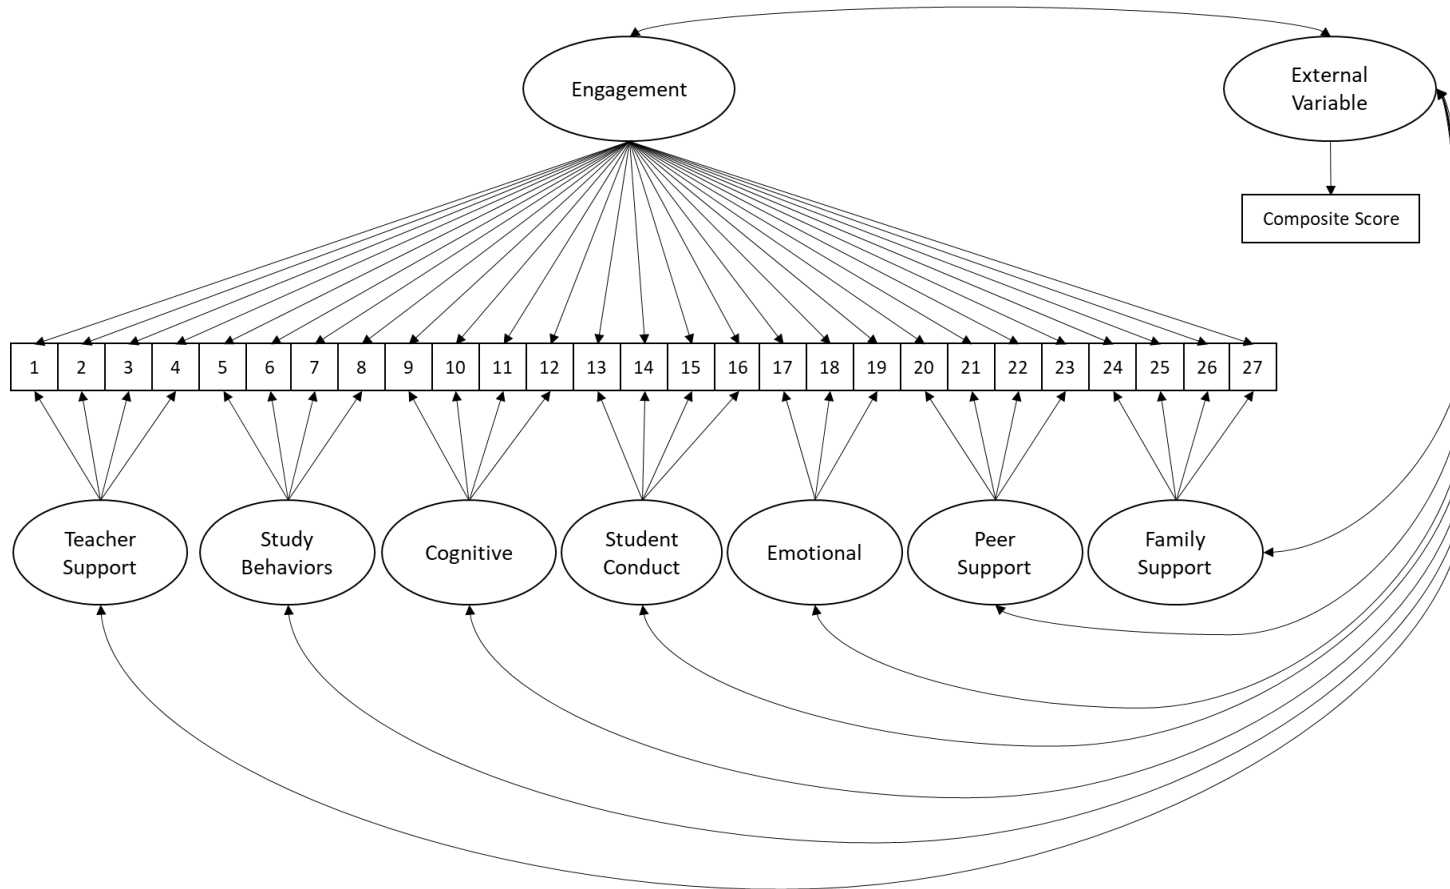 Engagement
External
Variable
Composite Score
1 2 3 4 5 6 7 8 9 10 11 12 13 14 15 16 17 18 19 20 21 22 23 24 25 26 27
Teacher
Support
Study
Behaviors
Cognitive
Student
Conduct
Emotional
Peer
Support
Family
Support